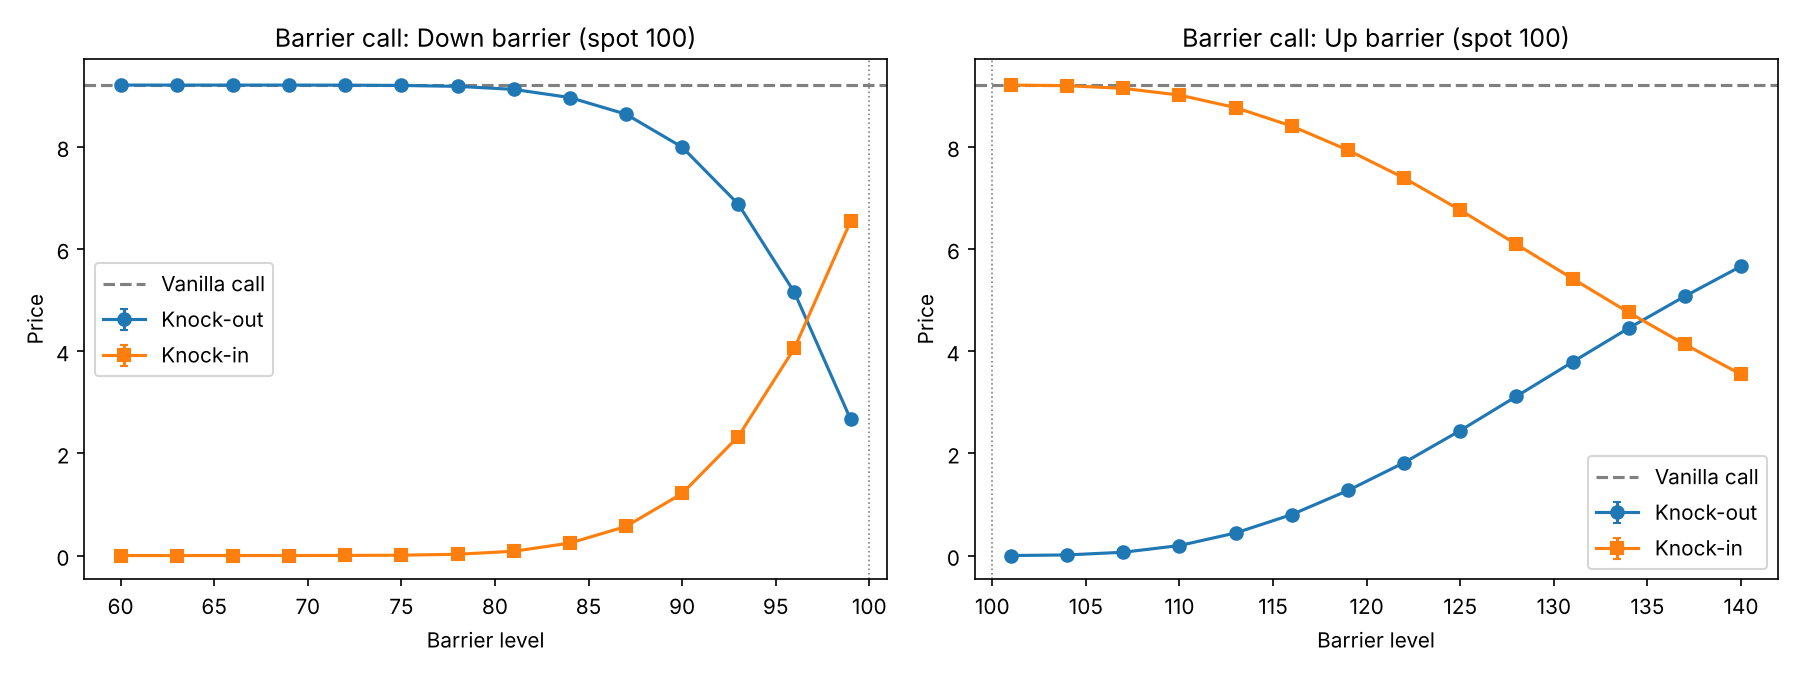 Barrier call: Down barrier (spot 100)
Price
8
6
4
2
0
Vanilla call
Knock-out
Knock-in
60 65 70 75 80 85 90 95 100
Barrier level
Barrier call: Up barrier (spot 100)
Price
8
6
4
2
0
Vanilla call
Knock-out
Knock-in
100 105 110 115 120 125 130 135 140
Barrier level